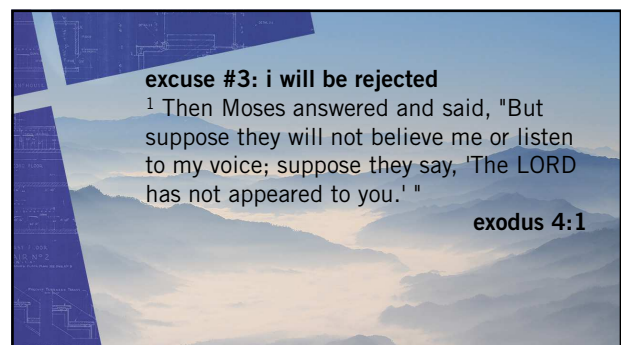 excuse #3: i will be rejected
1 Then Moses answered and said, "But
suppose they will not believe me or listen
to my voice; suppose they say, 'The LORD
has not appeared to you.' "
exodus 4:1